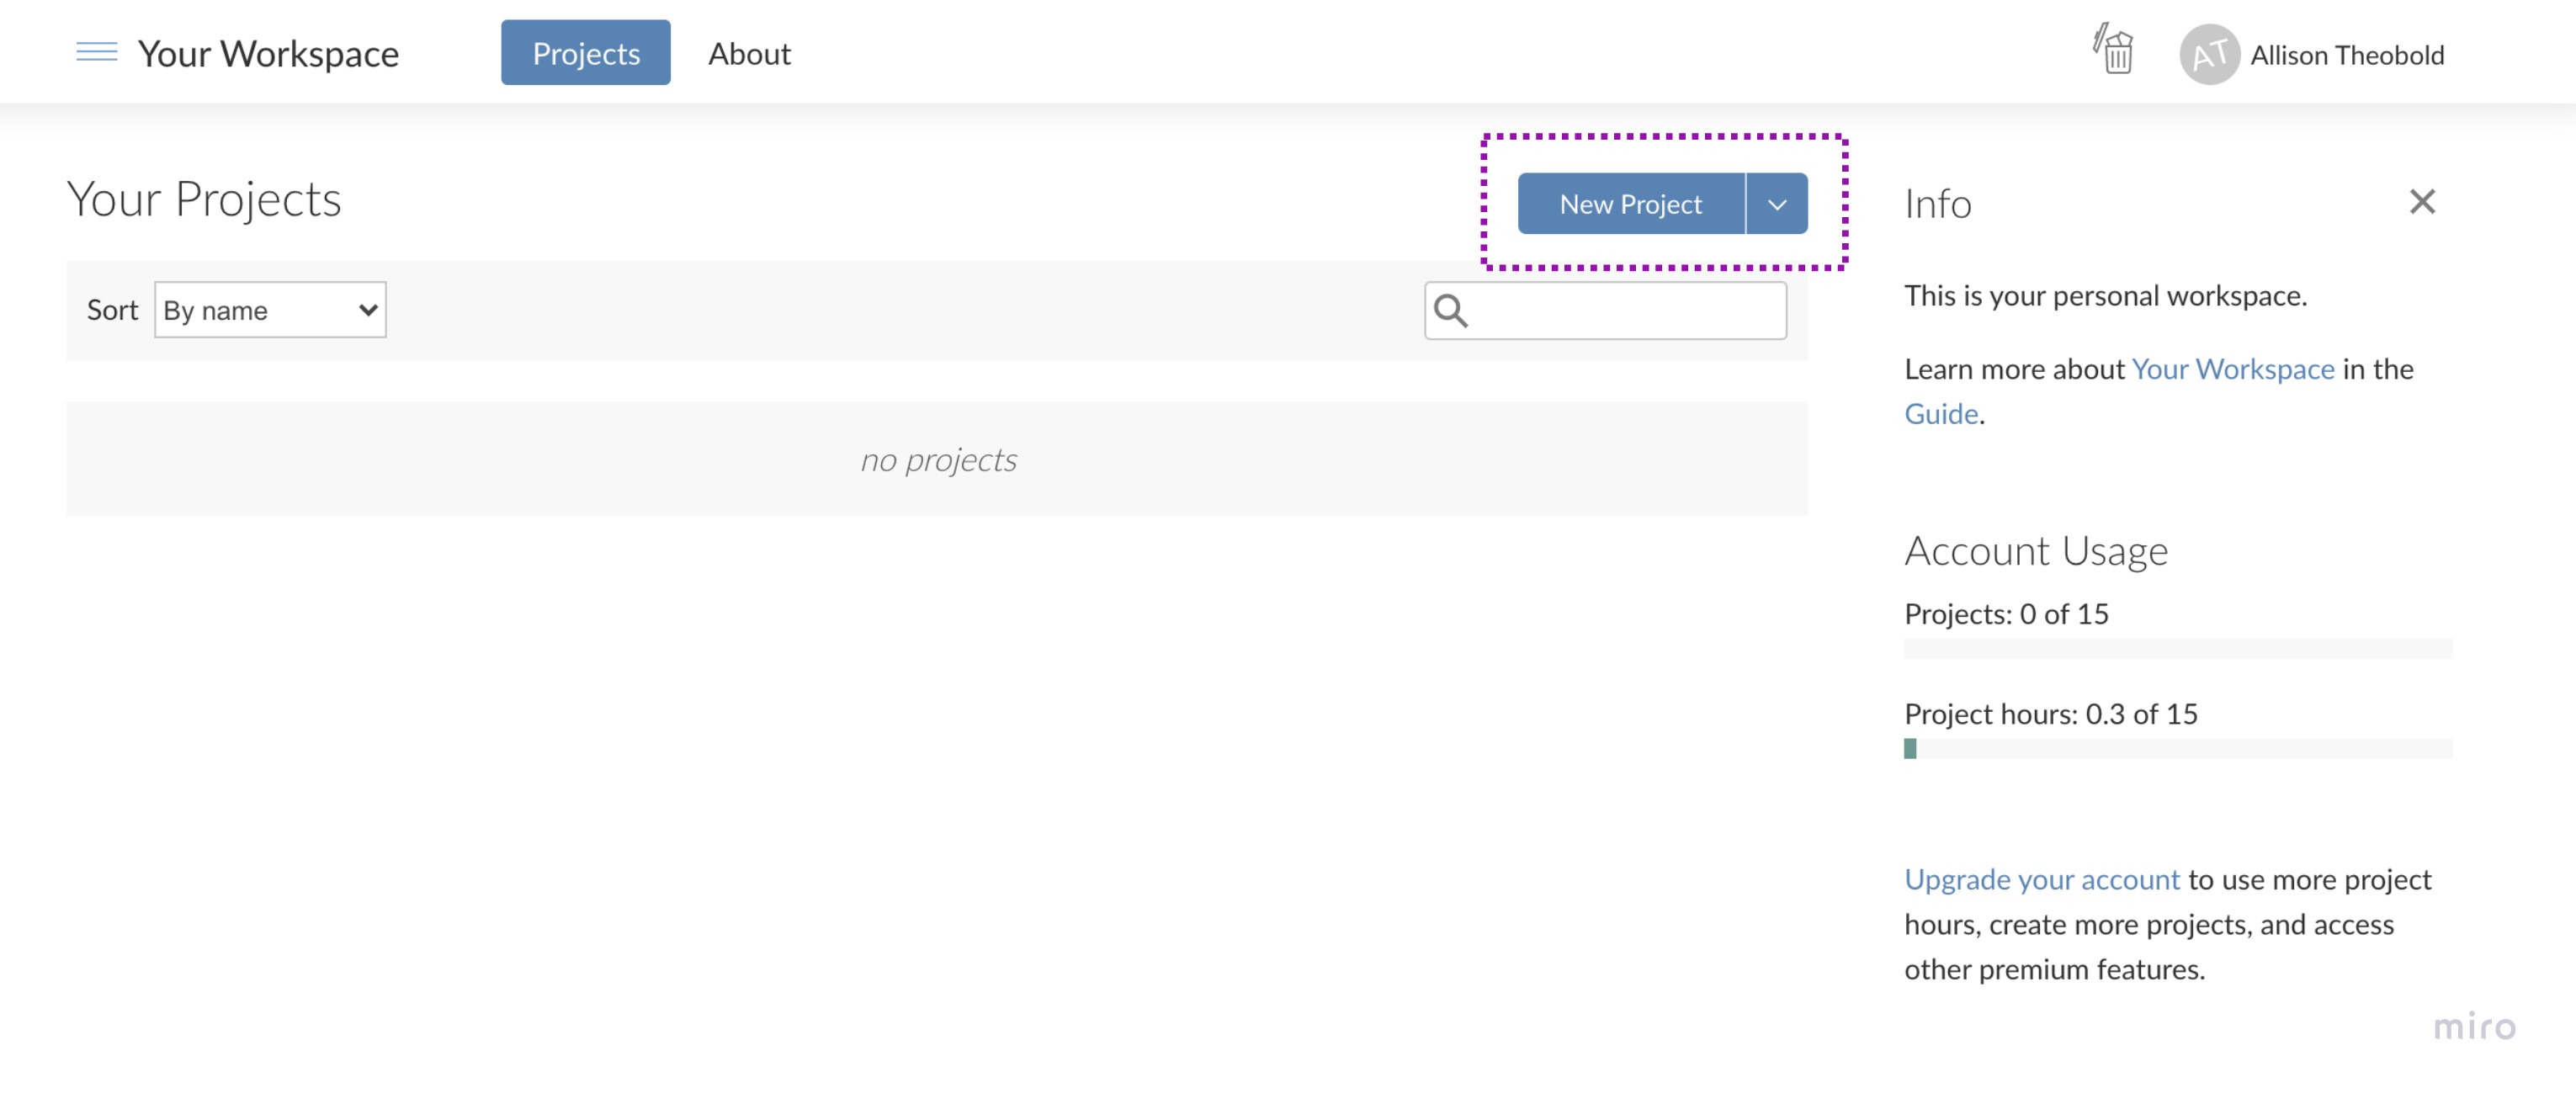 Your Workspace
Projects
About
AT
Allison Theobold
Your Projects
New Project
Info
This is your personal workspace.
Learn more about Your Workspace in the
Guide.
Sort
By name
no projects
Account Usage
Projects: 0 of 15
Project hours: 0.3 of 15
Upgrade your account to use more project
hours, create more projects, and access
other premium features.
miro